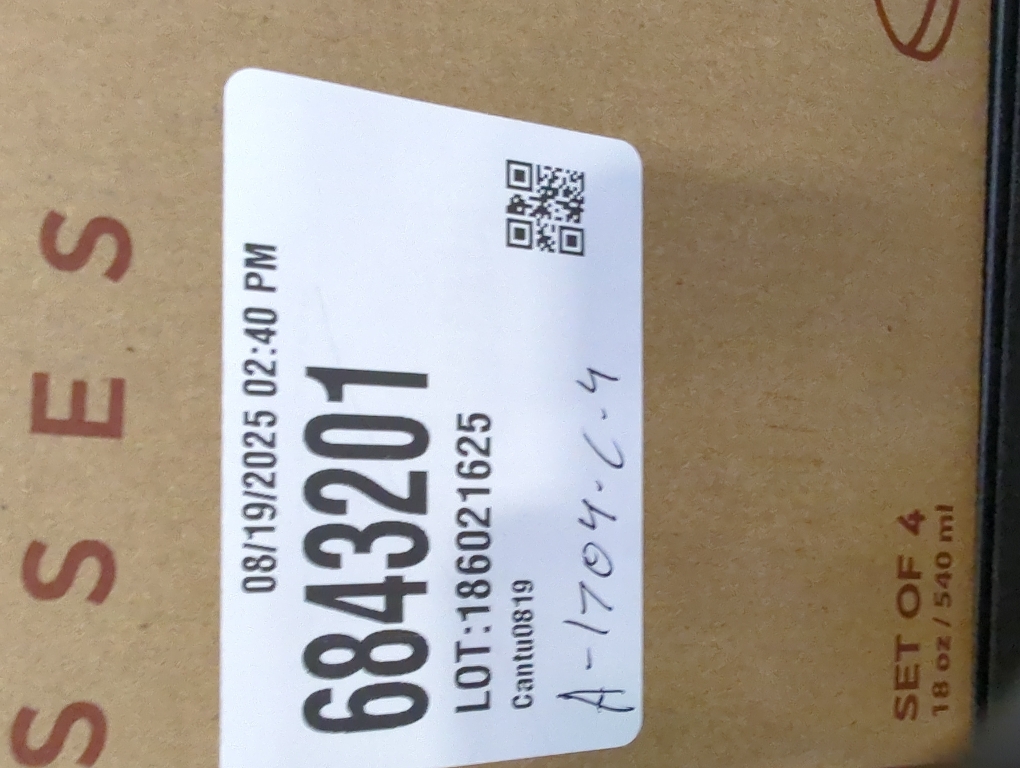 SSES
08/19/2025 02:40 PM
6843201
LOT:186021625
Cantu0819
A-1704-C-4
SET OF 4
18 oz / 540 ml